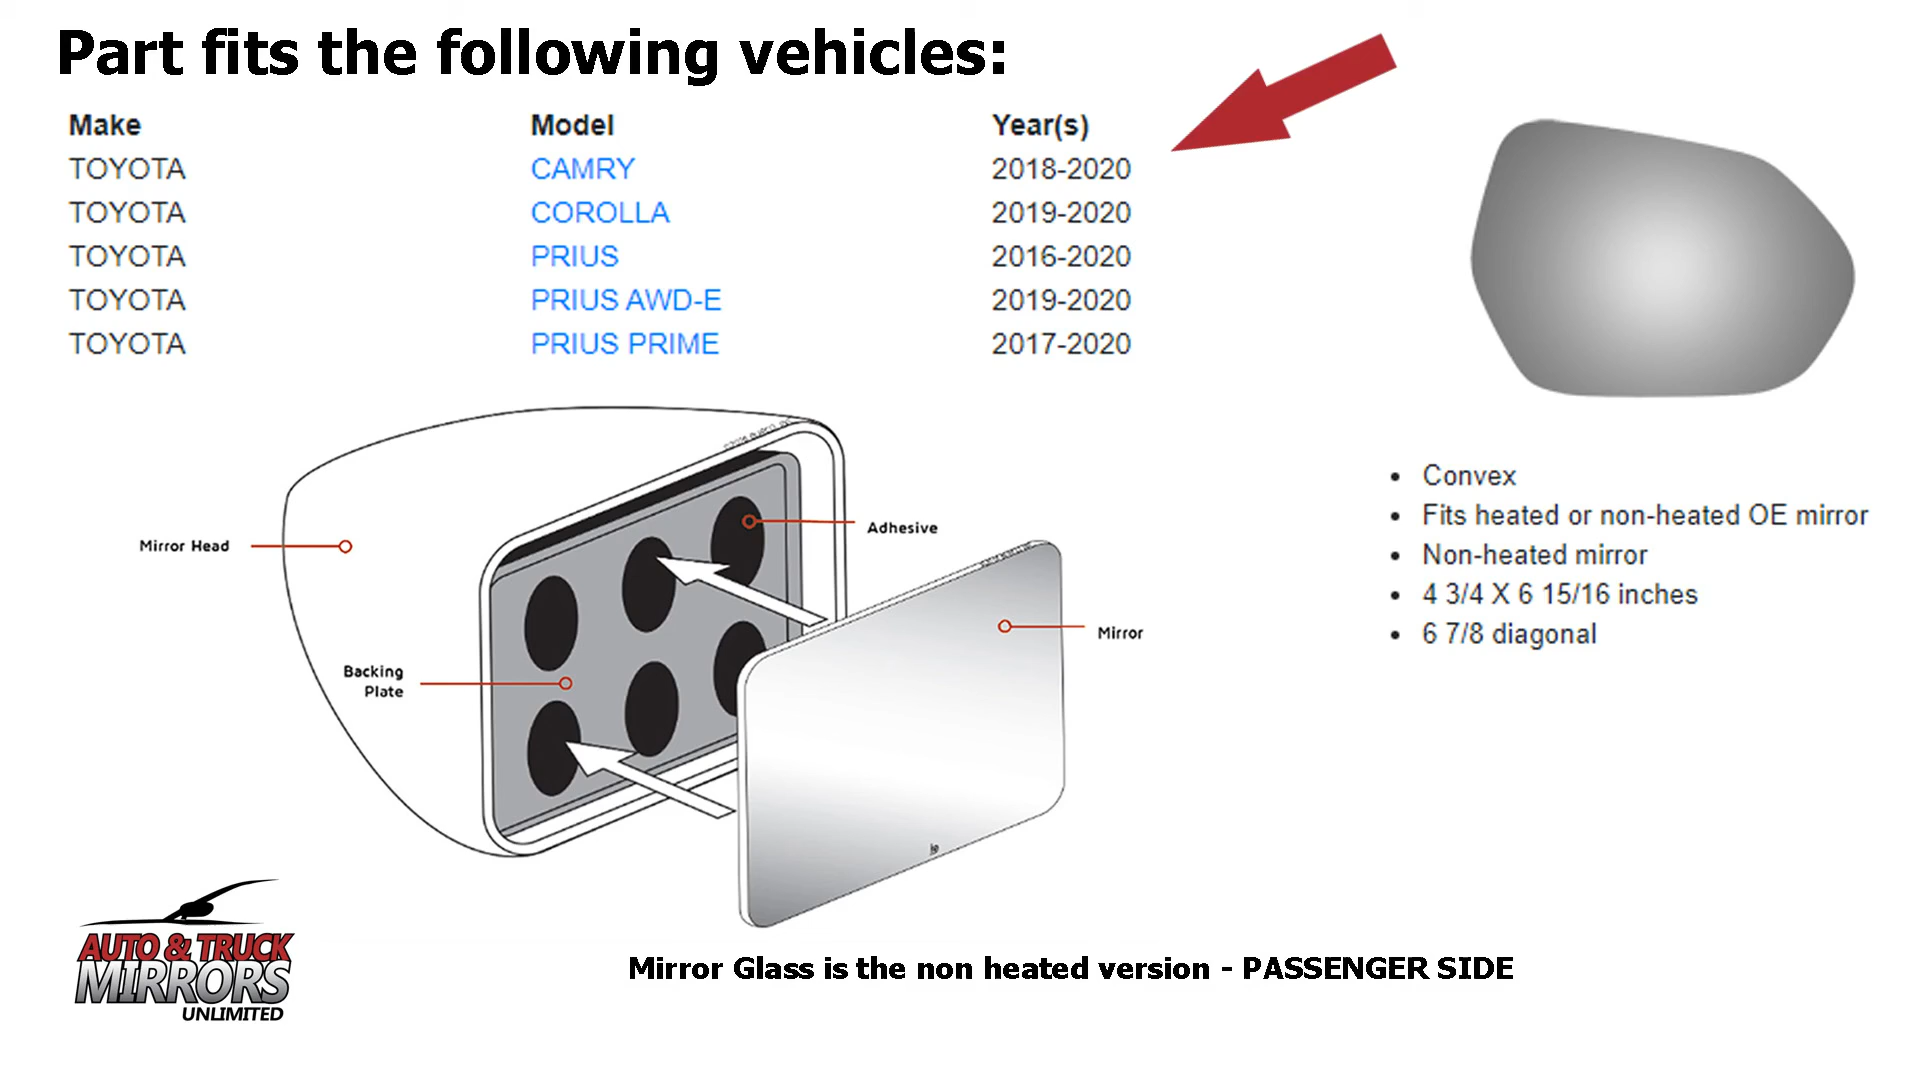 Part fits the following vehicles:
Make Model Year(s)
TOYOTA CAMRY 2018-2020
TOYOTA COROLLA 2019-2020
TOYOTA PRIUS 2016-2020
TOYOTA PRIUS AWD-E 2019-2020
TOYOTA PRIUS PRIME 2017-2020
Convex
Fits heated or non-heated OE mirror
Non-heated mirror
4 3/4 X 6 15/16 inches
6 7/8 diagonal
Mirror Head
Adhesive
Mirror
Backing
Plate
AUTO & TRUCK
MIRRORS
UNLIMITED
Mirror Glass is the non heated version - PASSENGER SIDE